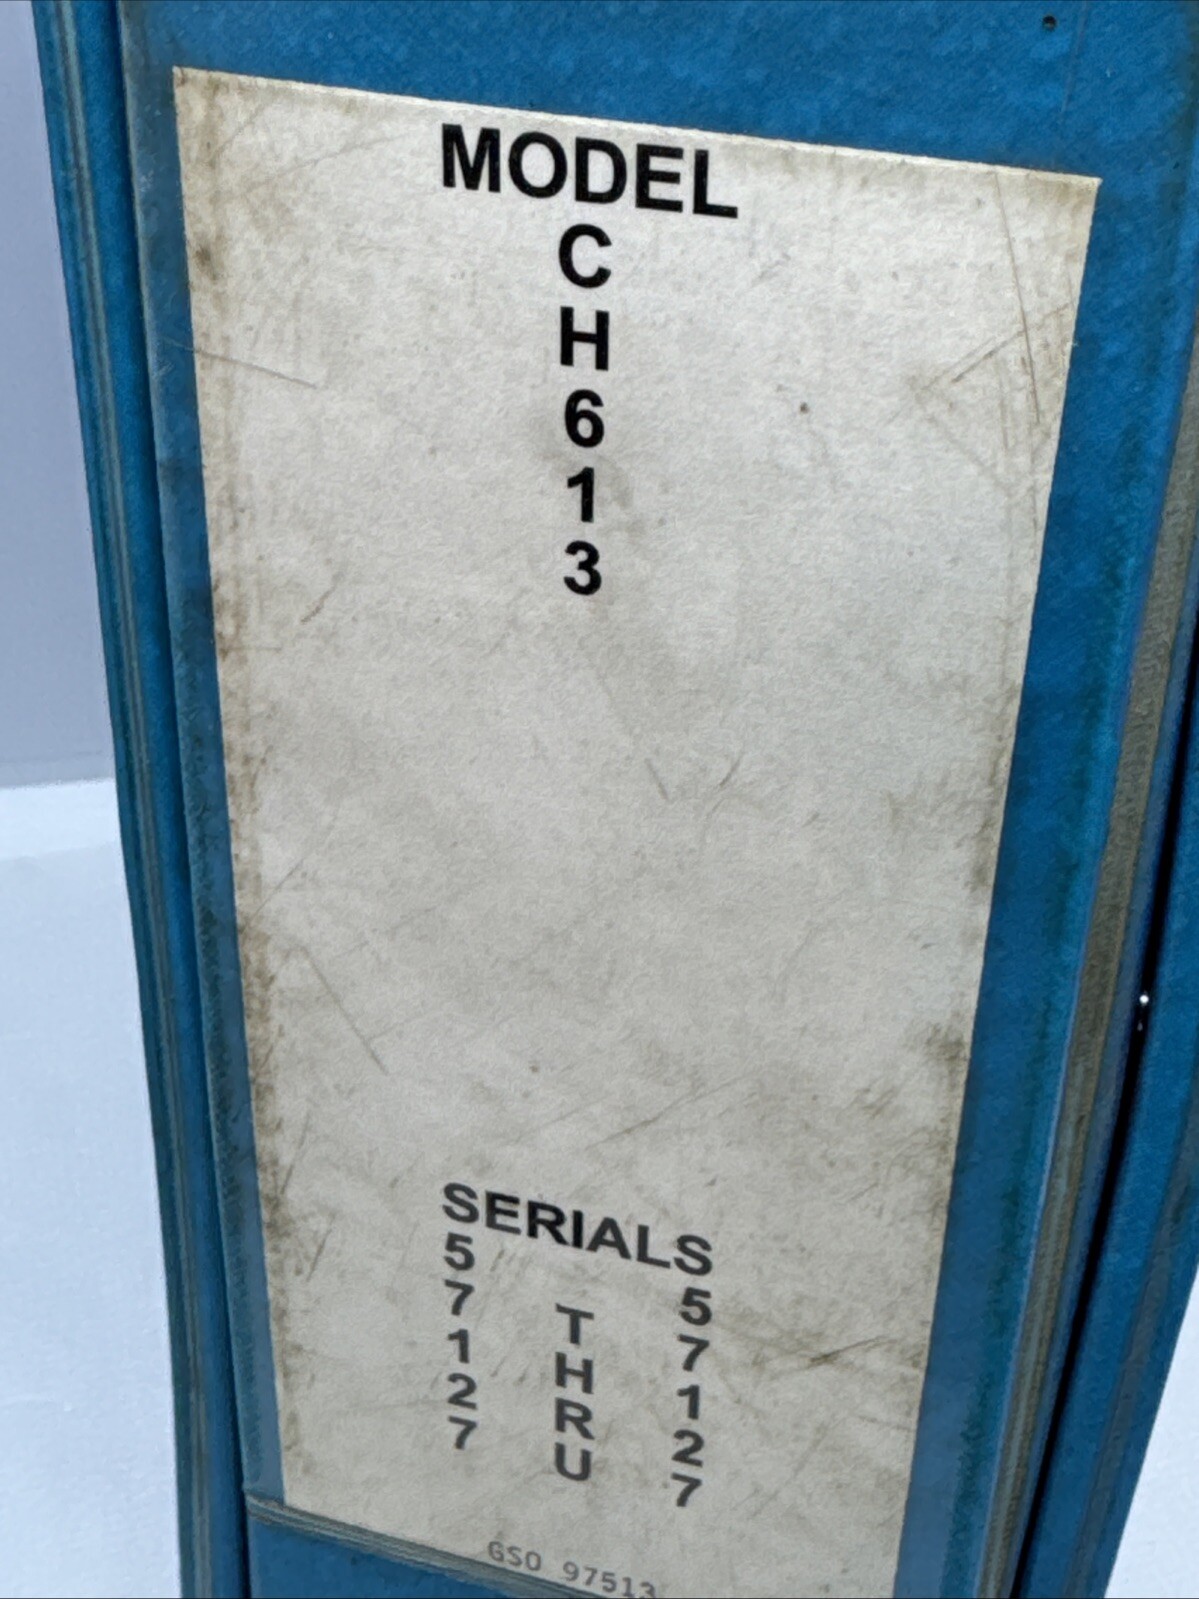 MODEL
C
H
6
1
3
SERIALS
5 5
7 T 7
1 H 1
2 R 2
7 U 7
GSO 97513